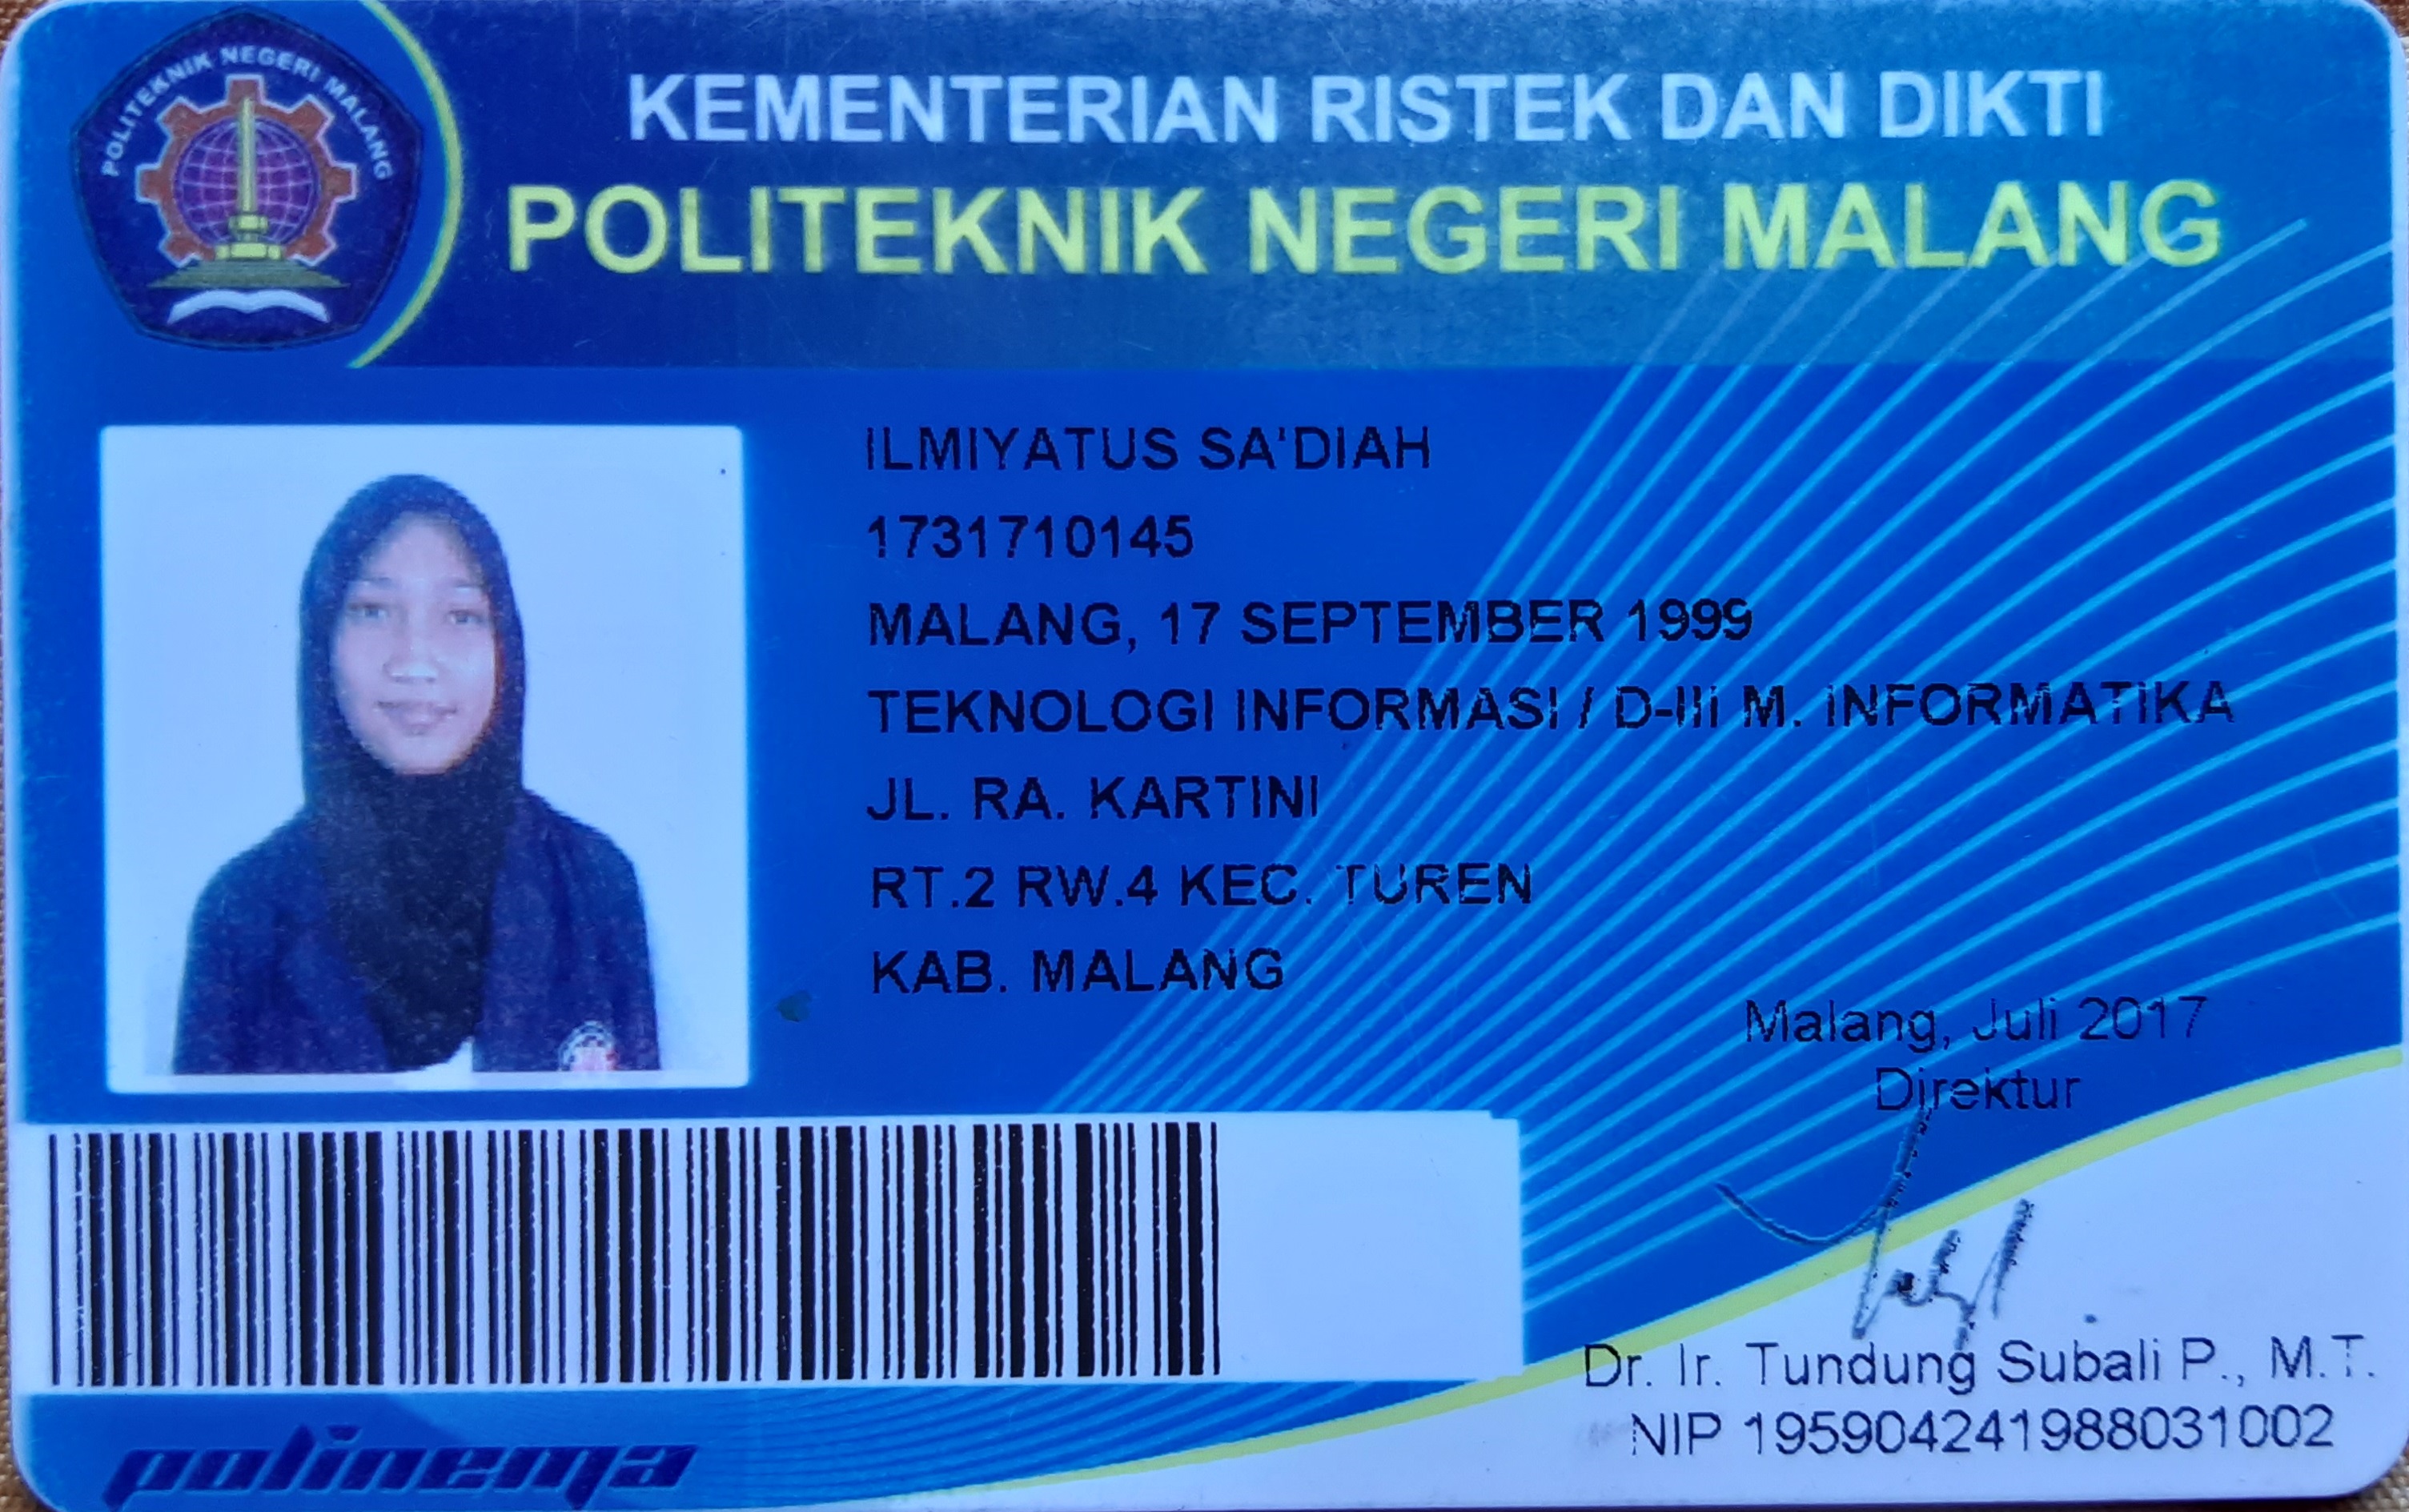 POLITEKNIK NEGERI MALANG
KEMENTERIAN RISTEK DAN DIKTI
POLITEKNIK NEGERI MALANG
ILMIYATUS SA'DIAH
1731710145
MALANG, 17 SEPTEMBER 1999
TEKNOLOGI INFORMASI / D-III M. INFORMATIKA
JL. RA. KARTINI
RT.2 RW.4 KEC. TUREN
KAB. MALANG
Malang, Juli 2017
Direktur
Dr. Ir. Tundung Subali P., M.T.
NIP 195904241988031002
polinema